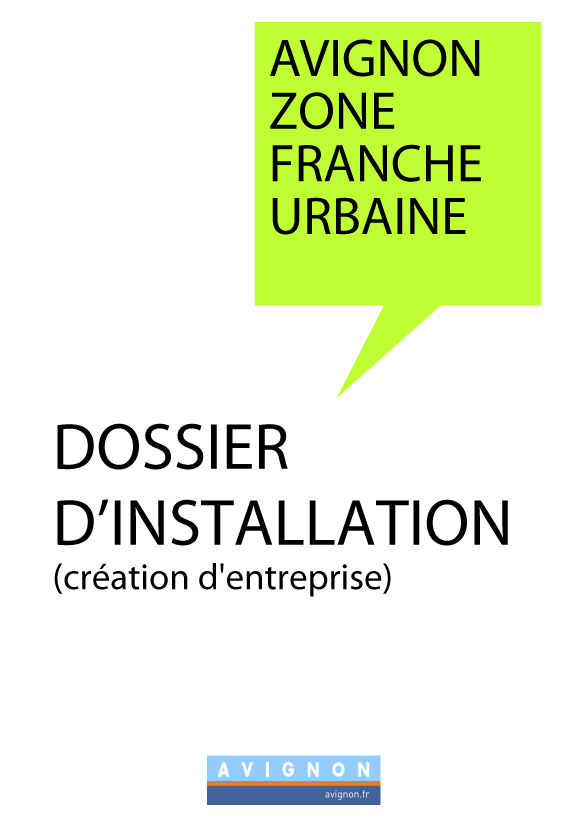 AVIGNON
ZONE
FRANCHE
URBAINE
DOSSIER
D’INSTALLATION
(création d'entreprise)
AVIGNON
avignon.fr